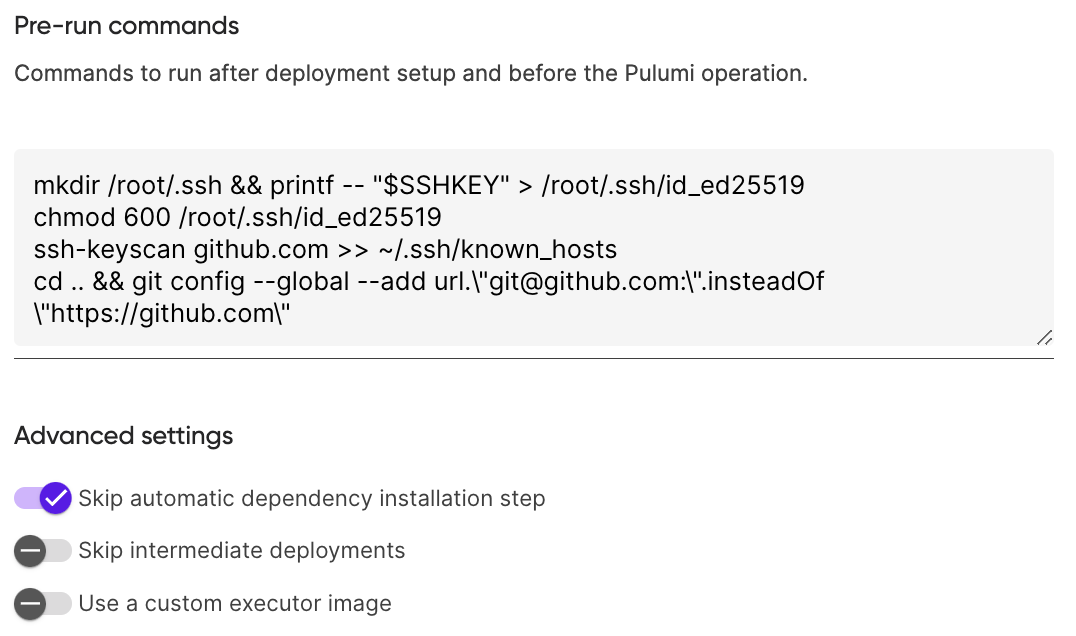 Pre-run commands
Commands to run after deployment setup and before the Pulumi operation.
mkdir /root/.ssh && printf -- "$SSHKEY" > /root/.ssh/id_ed25519
chmod 600 /root/.ssh/id_ed25519
ssh-keyscan github.com >> ~/.ssh/known_hosts
cd .. && git config --global --add url.\"git@github.com:\".insteadOf
\"https://github.com\"
Advanced settings
Skip automatic dependency installation step
Skip intermediate deployments
Use a custom executor image